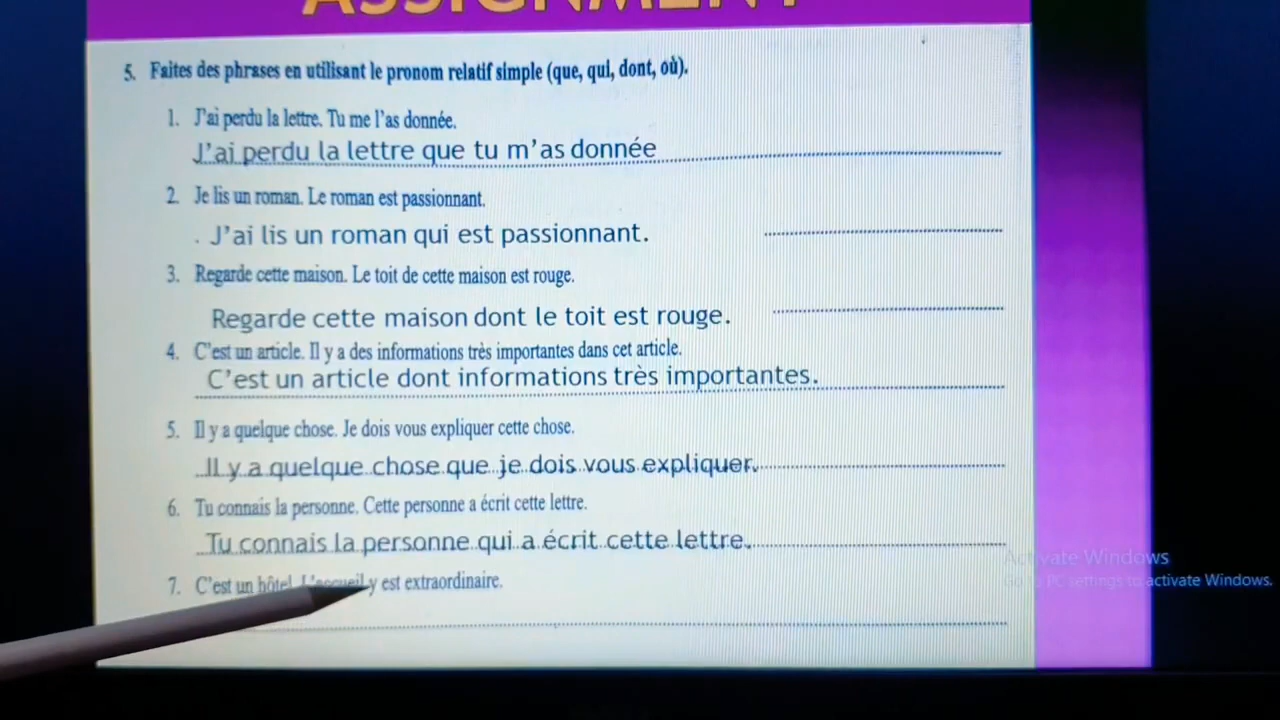 ASSIGNMENT
5. Faites des phrases en utilisant le pronom relatif simple (que, qui, dont, où).
1. J'ai perdu la lettre. Tu me l'as donnée.
J'ai perdu la lettre que tu m'as donnée
2. Je lis un roman. Le roman est passionnant.
. J'ai lis un roman qui est passionnant.
3. Regarde cette maison. Le toit de cette maison est rouge.
Regarde cette maison dont le toit est rouge.
4. C'est un article. Il y a des informations très importantes dans cet article.
C'est un article dont informations très importantes.
5. Il y a quelque chose. Je dois vous expliquer cette chose.
Il y a quelque chose que je dois vous expliquer.
6. Tu connais la personne. Cette personne a écrit cette lettre.
Tu connais la personne qui a écrit cette lettre.
7. C'est un hôtel. L'accueil y est extraordinaire.
Activate Windows
Go to PC settings to activate Windows.